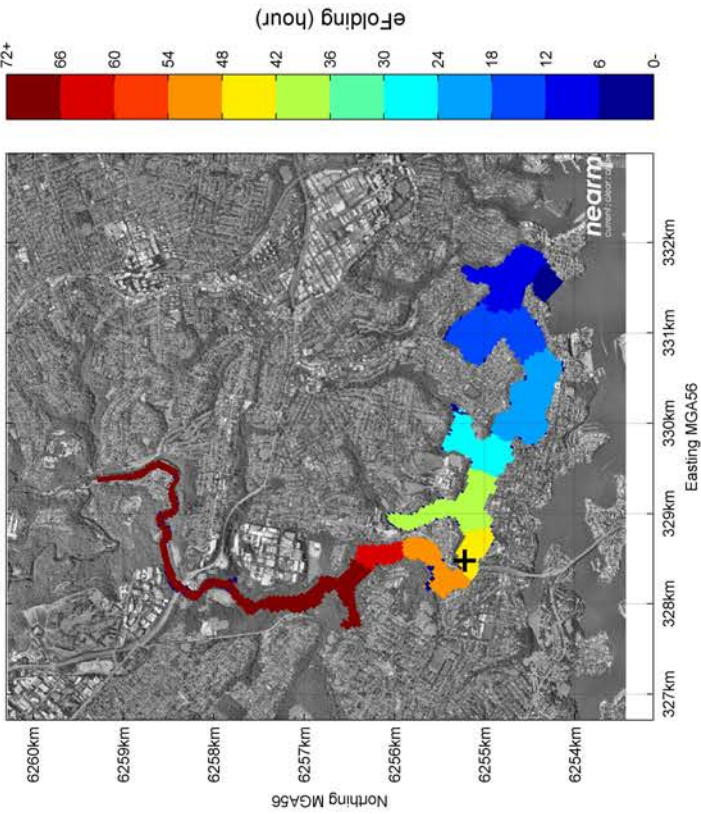 eFolding (hour)
72+
66
60
54
48
42
36
30
24
18
12
6
0-
nearm
6260km
6259km
6258km
6257km
6256km
6255km
6254km
Northing MGA56
327km
328km
329km
330km
331km
332km
Easting MGA56